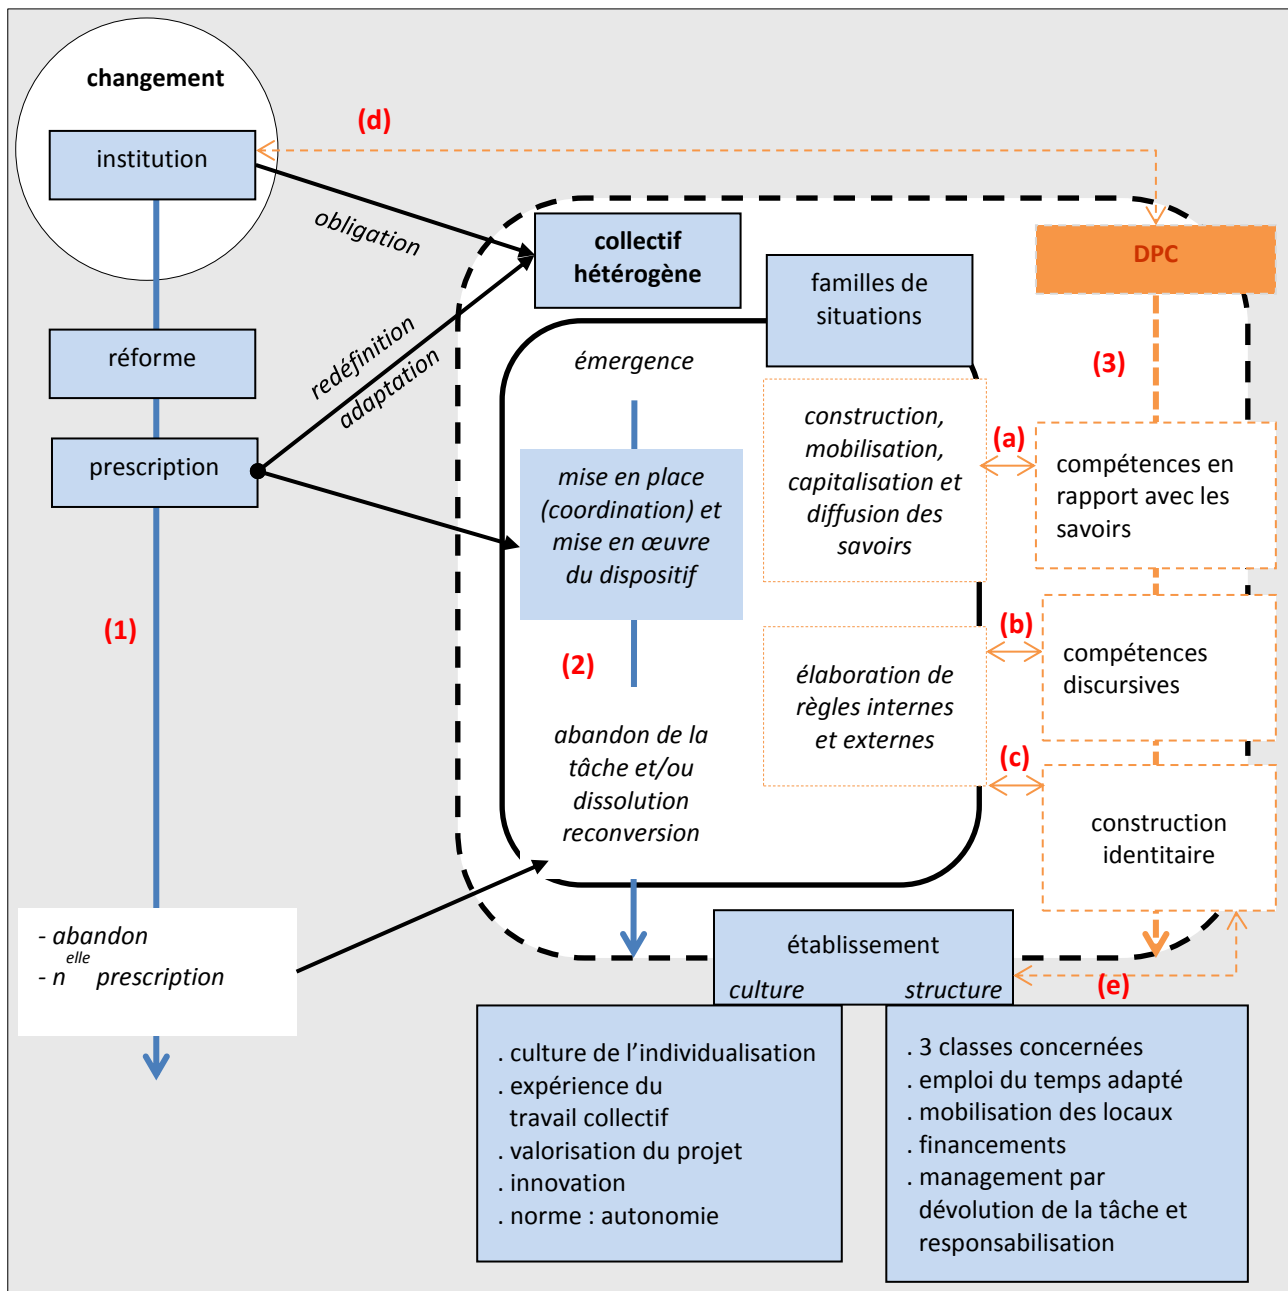 changement
institution
(d)
obligation
réforme
prescription
redéfinition
adaptation
(1)
- abandon
- nelle prescription
collectif
hétérogène
émergence
mise en place
(coordination) et
mise en œuvre
du dispositif
(2)
abandon de la
tâche et/ou
dissolution
reconversion
familles de
situations
construction,
mobilisation,
capitalisation et
diffusion des
savoirs
élaboration de
règles internes
et externes
DPC
(3)
(a)
compétences en
rapport avec les
savoirs
(b)
compétences
discursives
(c)
construction
identitaire
(e)
établissement
culture structure
. culture de l’individualisation
. expérience du
travail collectif
. valorisation du projet
. innovation
. norme : autonomie
. 3 classes concernées
. emploi du temps adapté
. mobilisation des locaux
. financements
. management par
dévolution de la tâche et
responsabilisation